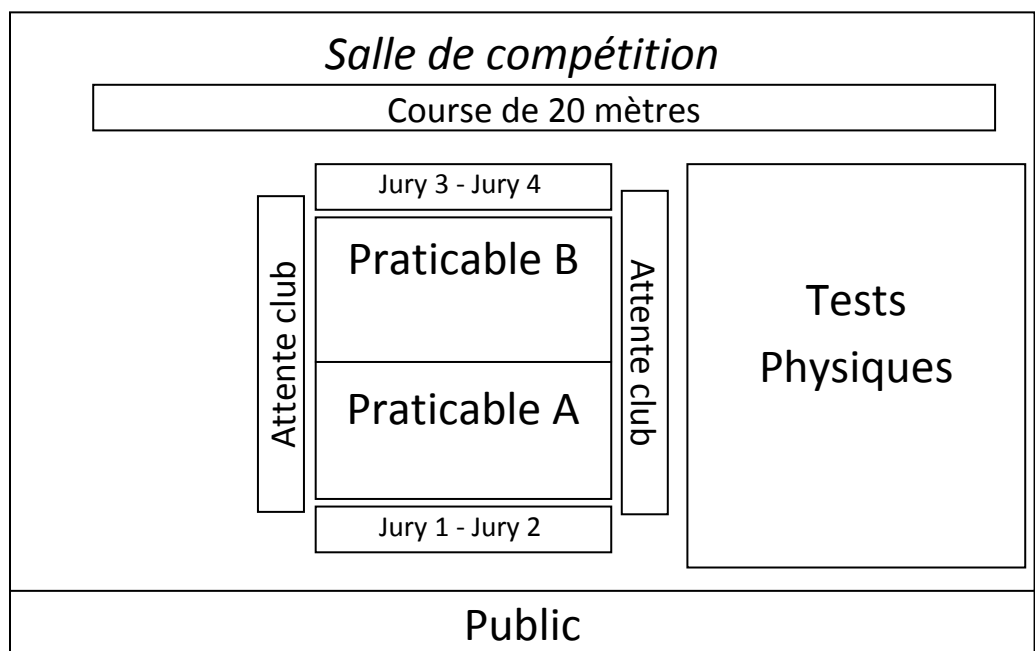 Salle de compétition
Course de 20 mètres
Jury 3 - Jury 4
Attente club
Praticable B
Praticable A
Attente club
Tests
Physiques
Jury 1 - Jury 2
Public